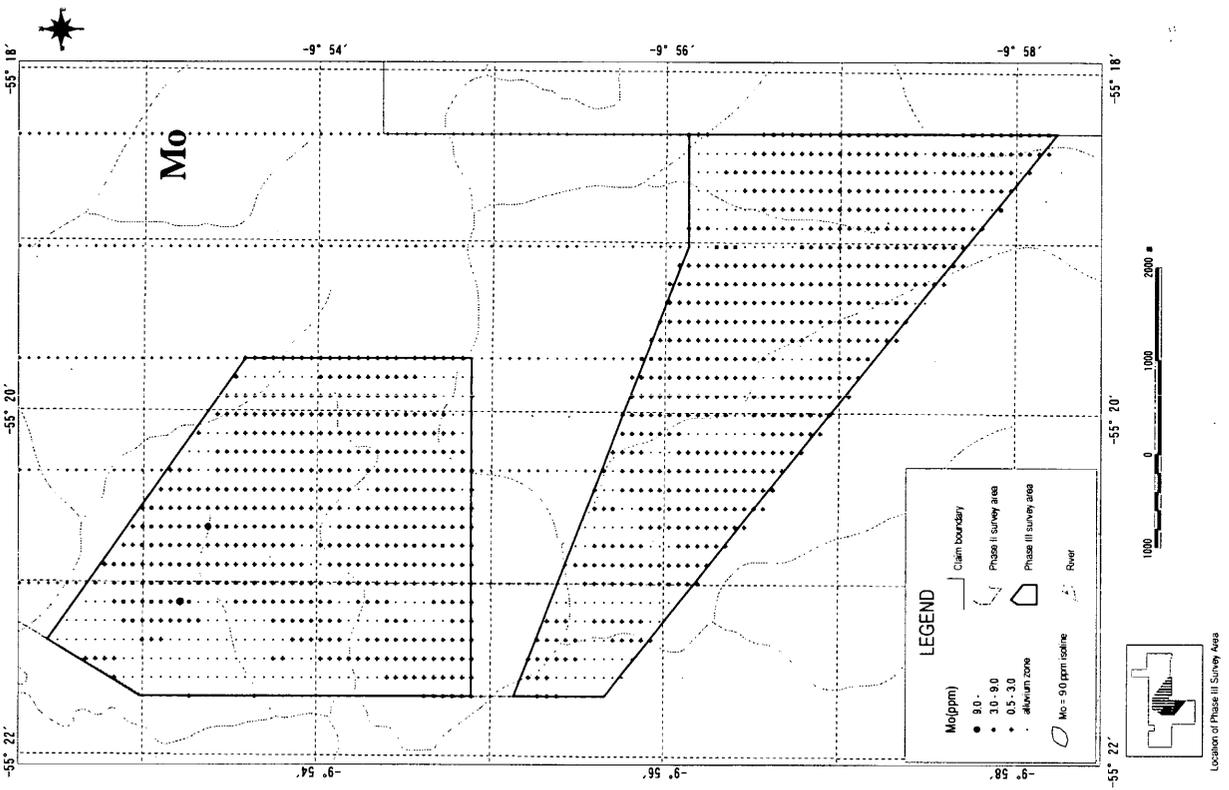 Mo
-9° 54′
-9° 56′
-9° 58′
-55° 18′
-55° 18′
-55° 20′
-55° 20′
-55° 22′
-55° 22′
-9° 54′
-9° 56′
-9° 58′
LEGEND
Mo(ppm)
9.0 -
3.0 - 9.0
0.5 - 3.0
alluvium zone
Mo = 9.0 ppm isoline
Claim boundary
Phase II survey area
Phase III survey area
River
1000 0 1000 2000 m
Location of Phase III Survey Area